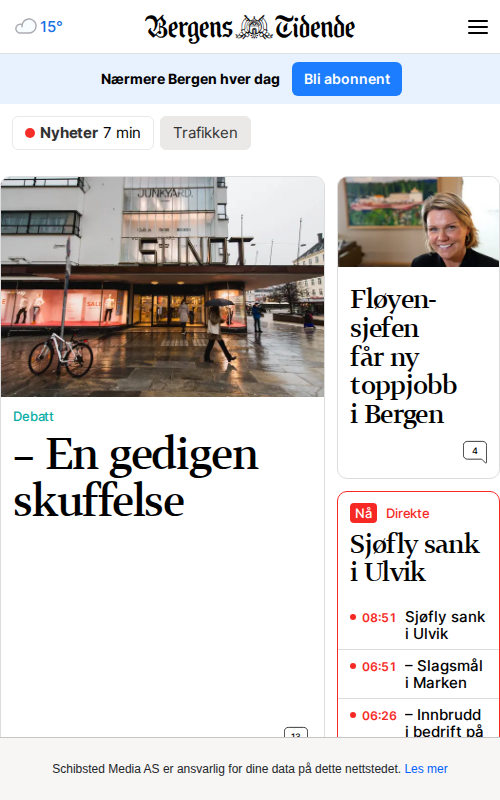 15°
Bergens Tidende
Nærmere Bergen hver dag
Bli abonnent
Nyheter 7 min
Trafikken
JUNKYARD.
SUNDT
Debatt
– En gedigen
skuffelse
Fløyen-
sjefen
får ny
toppjobb
i Bergen
4
Nå Direkte
Sjøfly sank
i Ulvik
08:51 Sjøfly sank
i Ulvik
06:51 – Slagsmål
i Marken
06:26 – Innbrudd
i bedrift på
13
Schibsted Media AS er ansvarlig for dine data på dette nettstedet. Les mer